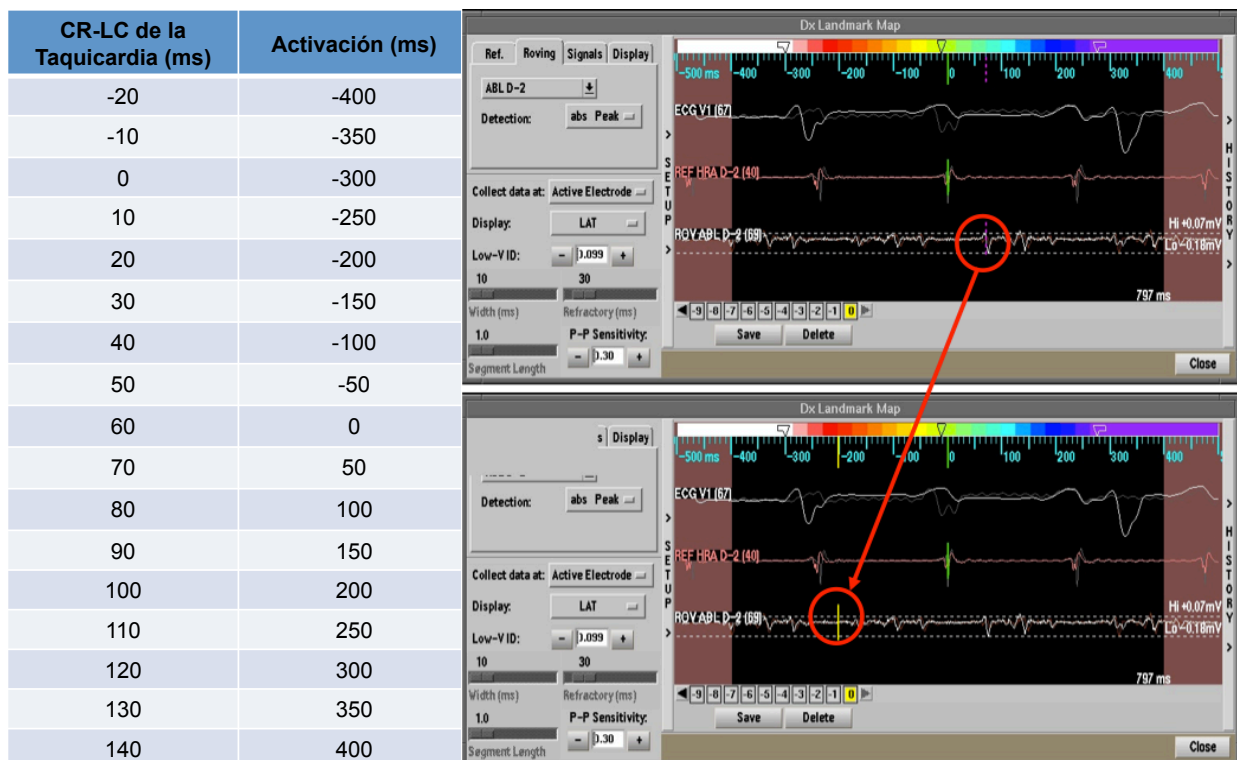 CR-LC de la
Taquicardia (ms)
Activación (ms)
-20 -400
-10 -350
0 -300
10 -250
20 -200
30 -150
40 -100
50 -50
60 0
70 50
80 100
90 150
100 200
110 250
120 300
130 350
140 400
Dx Landmark Map
Ref. Roving Signals Display
ABL D-2
Detection: abs Peak
Collect data at: Active Electrode
Display: LAT
Low-V ID: - 0.099 +
10 30
Width (ms) Refractory (ms)
1.0 P-P Sensitivity:
Segment Length - 0.30 +
SETUP
-500 ms -400 -300 -200 -100 0 100 200 300 400
ECG V1 (67)
REF HRA D-2 (40)
ROV ABL D-2 (69)
Hi +0.07mV
Lo -0.18mV
797 ms
-9 -8 -7 -6 -5 -4 -3 -2 -1 0
Save Delete
HISTORY
Close
Dx Landmark Map
s Display
Detection: abs Peak
Collect data at: Active Electrode
Display: LAT
Low-V ID: - 0.099 +
10 30
Width (ms) Refractory (ms)
1.0 P-P Sensitivity:
Segment Length - 0.30 +
SETUP
-500 ms -400 -300 -200 00 0 100 200 300 400
ECG V1 (67)
REF HRA D-2 (40)
ROV ABL D-2 (69)
Hi +0.07mV
Lo -0.18mV
797 ms
-9 -8 -7 -6 -5 -4 -3 -2 -1 0
Save Delete
HISTORY
Close